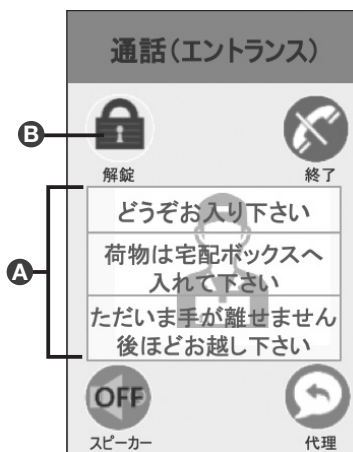 通話(エントランス)
B
解錠
終了
A
どうぞお入り下さい
荷物は宅配ボックスへ
入れて下さい
ただいま手が離せません
後ほどお越し下さい
OFF
スピーカー
代理